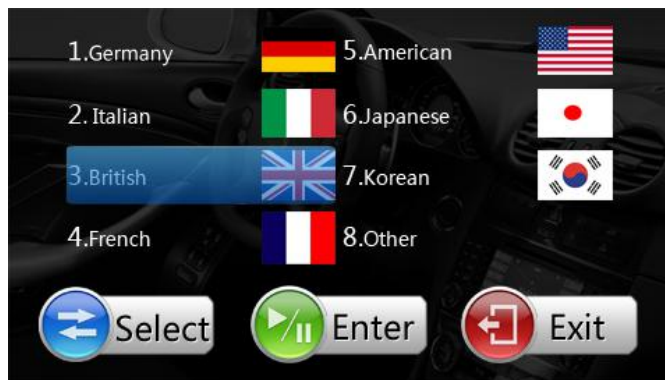 1.Germany
2. Italian
3.British
4.French
5.American
6.Japanese
7.Korean
8.Other
Select
Enter
Exit